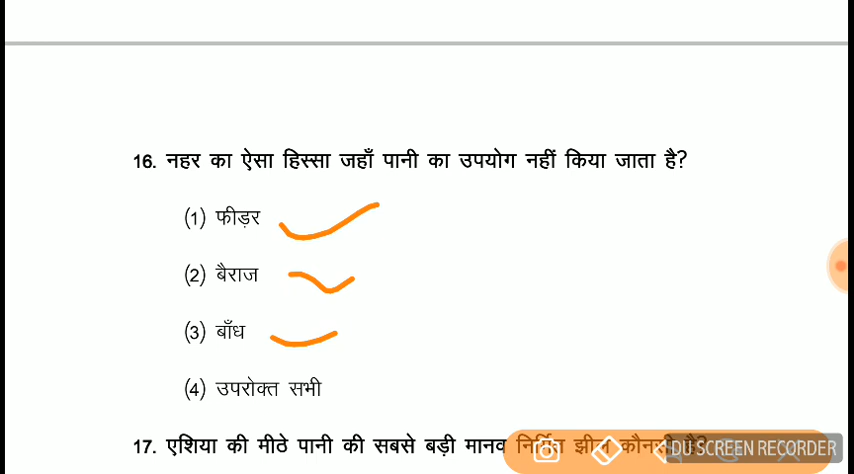 16. नहर का ऐसा हिस्सा जहाँ पानी का उपयोग नहीं किया जाता है?
(1) फीड़र
(2) बैराज
(3) बाँध
(4) उपरोक्त सभी
17. एशिया की मीठे पानी की सबसे बड़ी मानव निर्मित झील कौनसी है?
DU SCREEN RECORDER